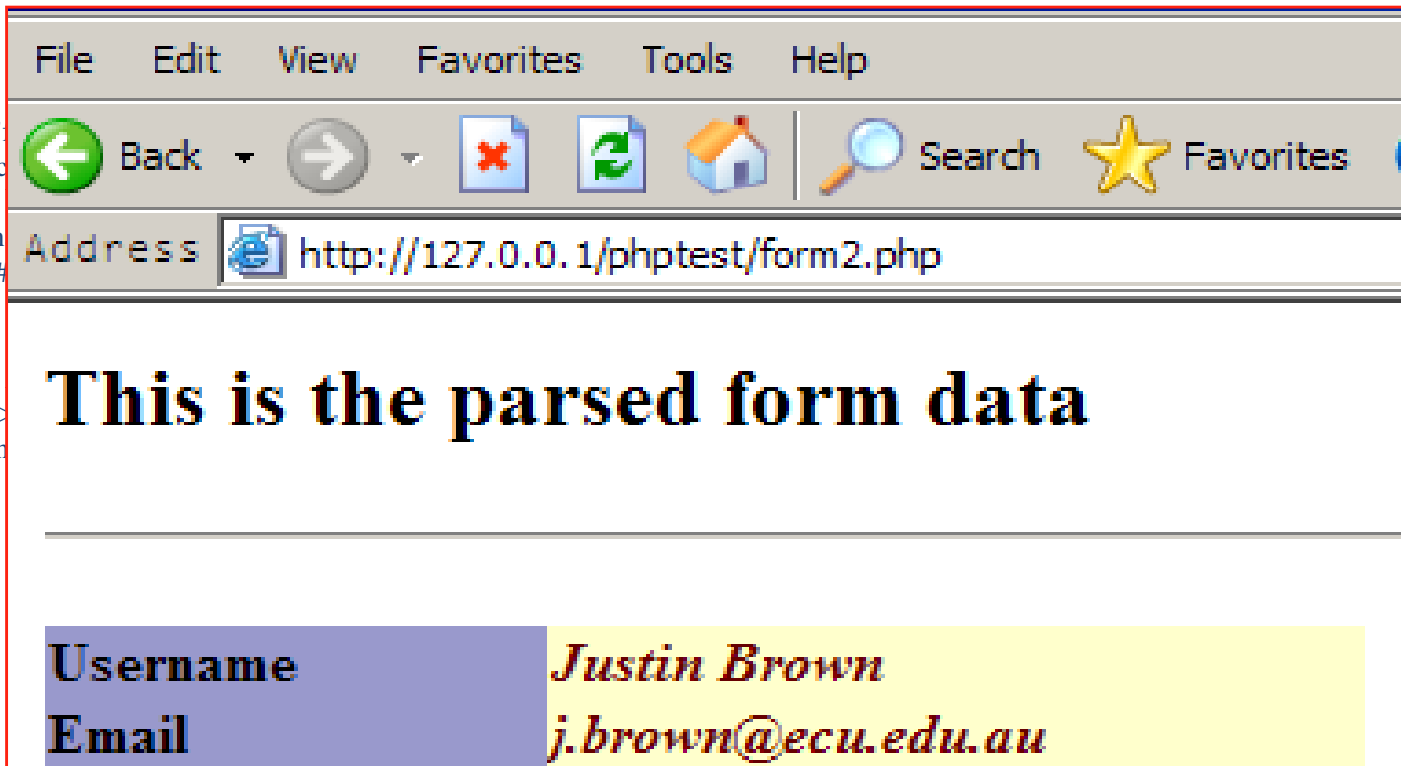 File Edit View Favorites Tools Help
Back Search Favorites
Address http://127.0.0.1/phptest/form2.php
This is the parsed form data
Username Justin Brown
Email j.brown@ecu.edu.au